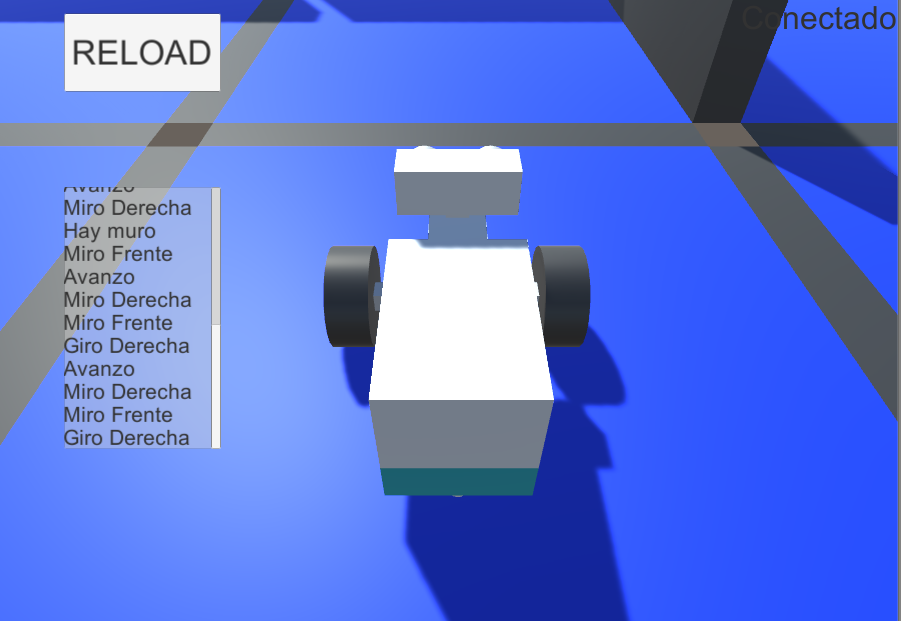 Conectado
RELOAD
Avanzo
Miro Derecha
Hay muro
Miro Frente
Avanzo
Miro Derecha
Miro Frente
Giro Derecha
Avanzo
Miro Derecha
Miro Frente
Giro Derecha